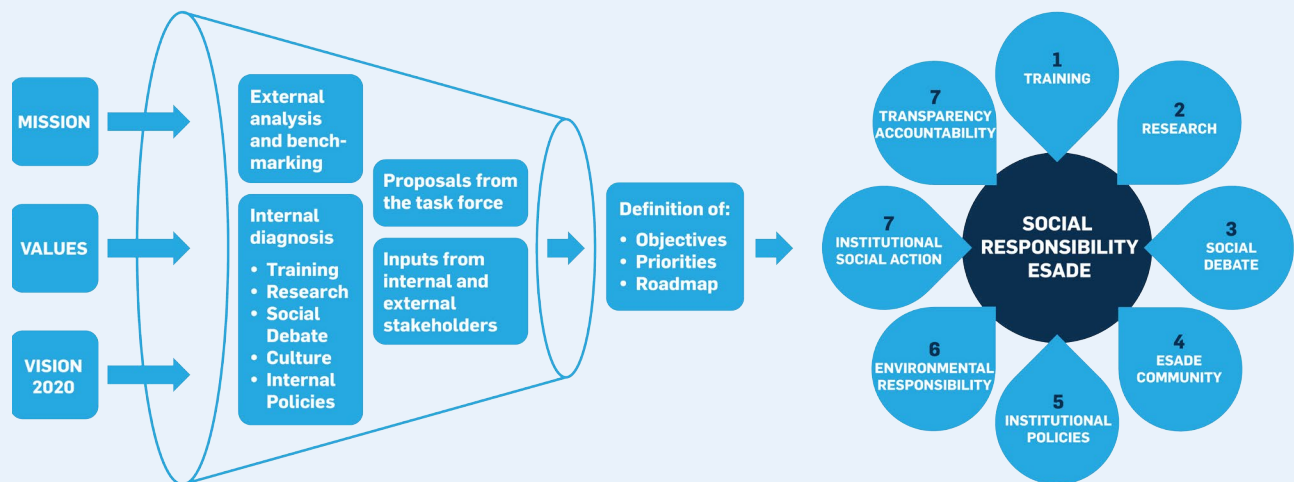 MISSION
VALUES
VISION
2020
External
analysis
and bench-
marking
Internal
diagnosis
• Training
• Research
• Social
Debate
• Culture
• Internal
Policies
Proposals from
the task force
Inputs from
internal and
external
stakeholders
Definition of:
• Objectives
• Priorities
• Roadmap
SOCIAL
RESPONSIBILITY
ESADE
1
TRAINING
2
RESEARCH
3
SOCIAL
DEBATE
4
ESADE
COMMUNITY
5
INSTITUTIONAL
POLICIES
6
ENVIRONMENTAL
RESPONSIBILITY
7
INSTITUTIONAL
SOCIAL ACTION
7
TRANSPARENCY
ACCOUNTABILITY